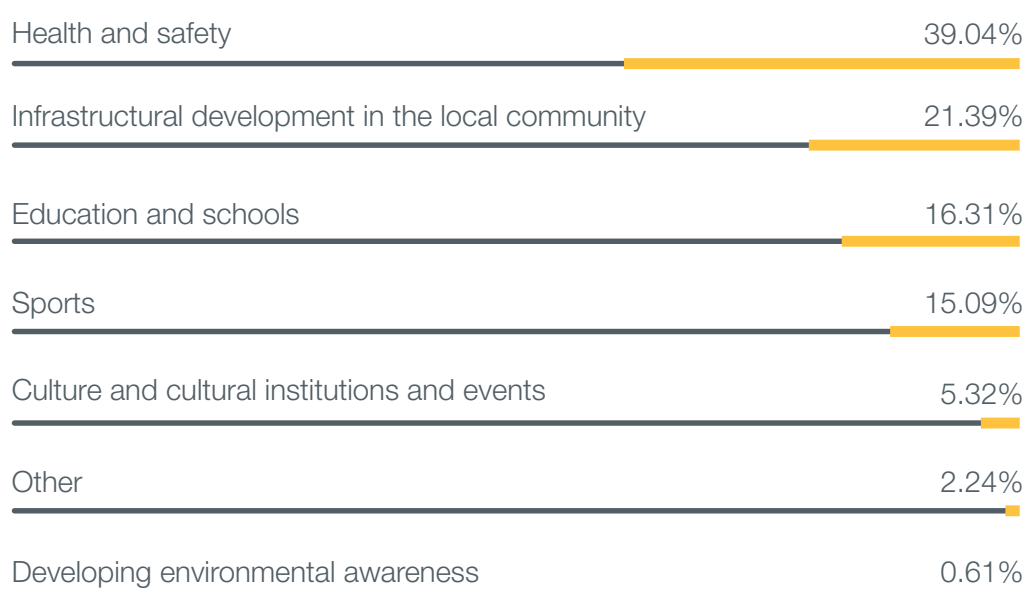 Health and safety 39.04%
Infrastructural development in the local community 21.39%
Education and schools 16.31%
Sports 15.09%
Culture and cultural institutions and events 5.32%
Other 2.24%
Developing environmental awareness 0.61%